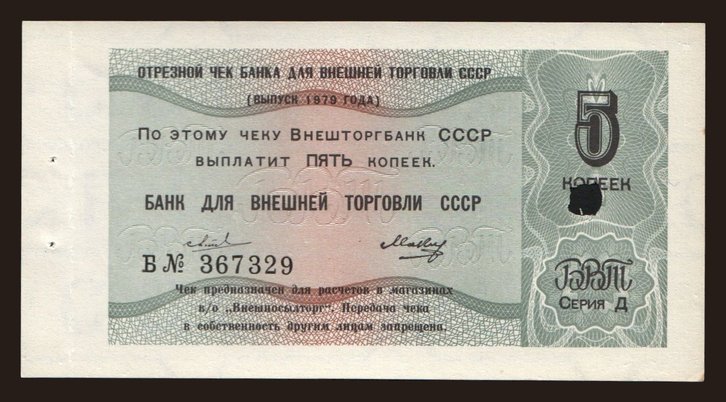 ОТРЕЗНОЙ ЧЕК БАНКА ДЛЯ ВНЕШНЕЙ ТОРГОВЛИ СССР
(ВЫПУСК 1979 ГОДА)
ПО ЭТОМУ ЧЕКУ ВНЕШТОРГБАНК СССР
ВЫПЛАТИТ ПЯТЬ КОПЕЕК.
БАНК ДЛЯ ВНЕШНЕЙ ТОРГОВЛИ СССР
Б № 367329
Чек предназначен для расчетов в магазинах
в/о „Внешпосылторг". Передача чека
в собственность другим лицам запрещена.
5
КОПЕЕК
БВТ
СЕРИЯ Д